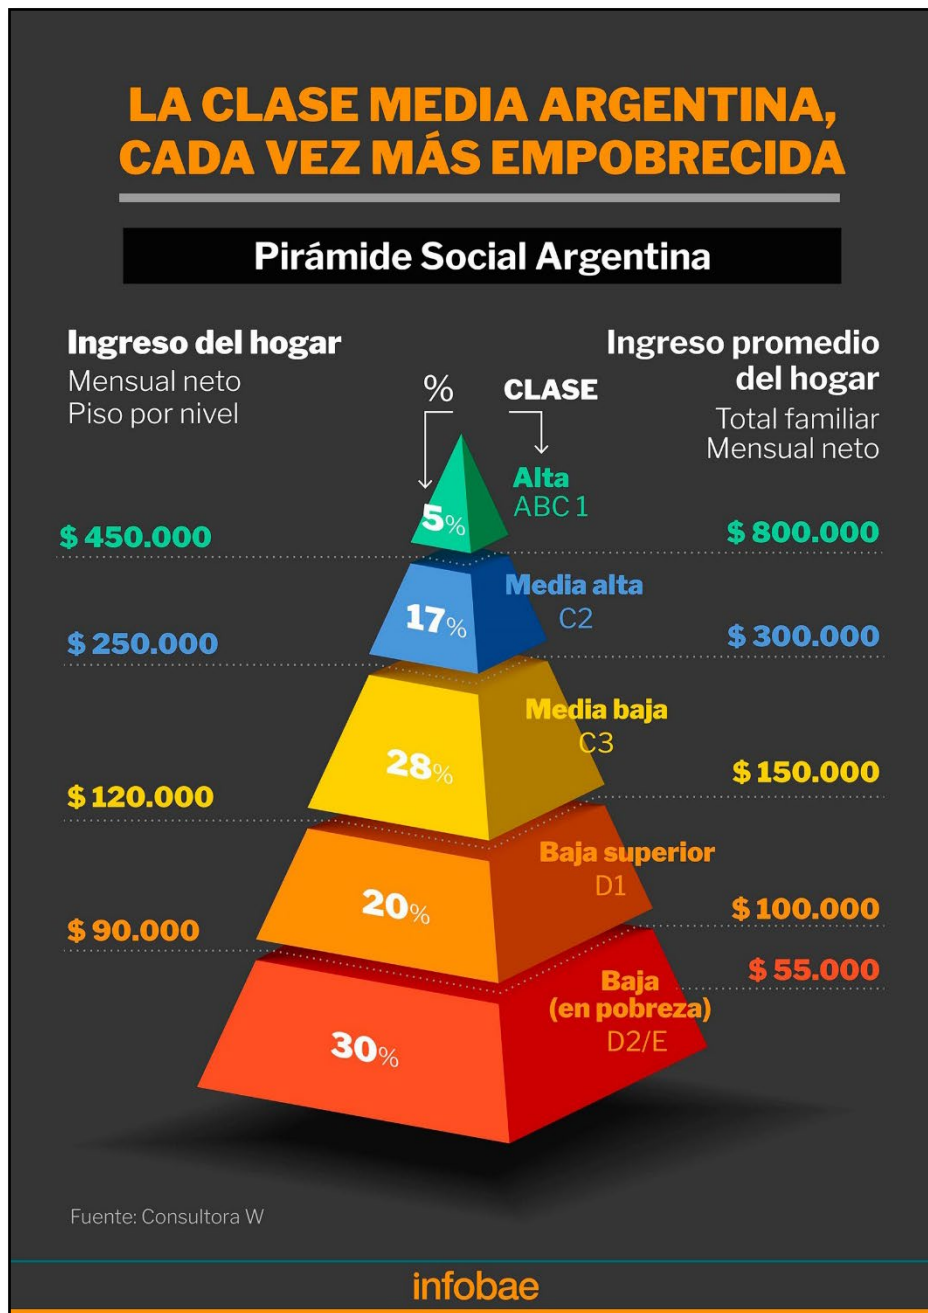 LA CLASE MEDIA ARGENTINA,
CADA VEZ MÁS EMPOBRECIDA
Pirámide Social Argentina
Ingreso del hogar
Mensual neto
Piso por nivel
%
CLASE
Ingreso promedio
del hogar
Total familiar
Mensual neto
$ 450.000
5%
Alta
ABC 1
$ 800.000
$ 250.000
17%
Media alta
C2
$ 300.000
$ 120.000
28%
Media baja
C3
$ 150.000
$ 90.000
20%
Baja superior
D1
$ 100.000
30%
Baja
(en pobreza)
D2/E
$ 55.000
Fuente: Consultora W
infobae